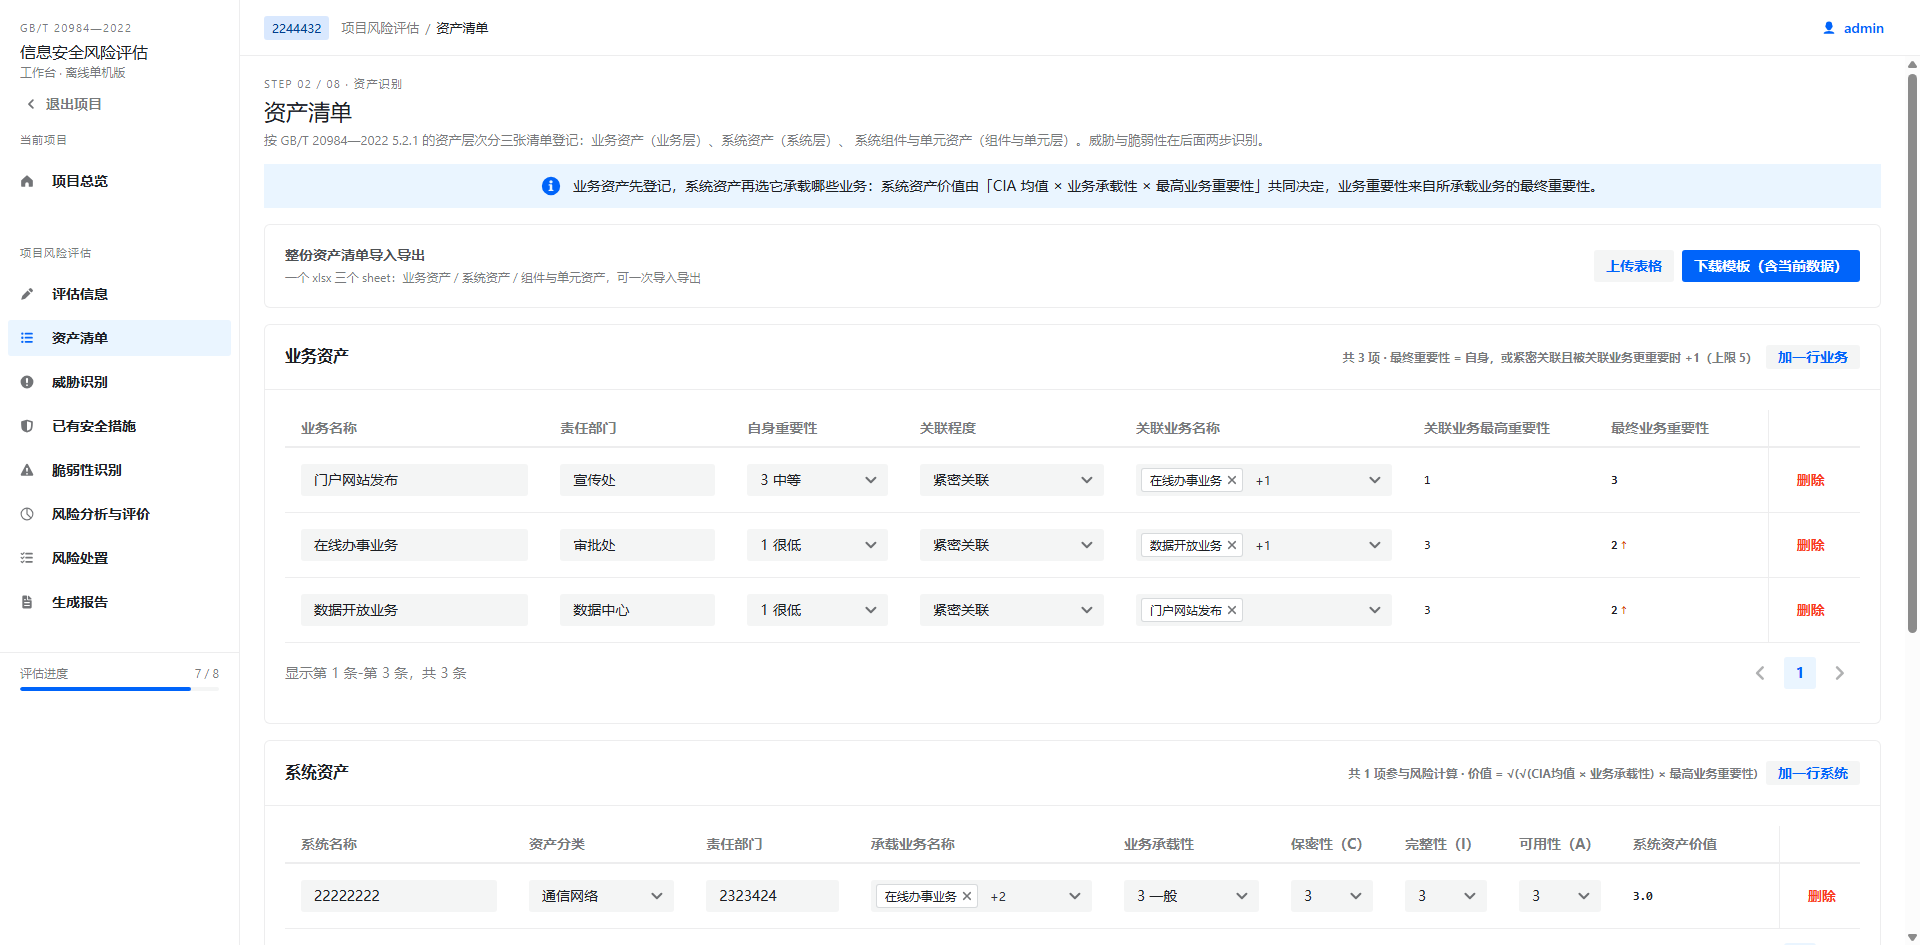 GB/T 20984—2022
信息安全风险评估
工作台 · 离线单机版
退出项目
当前项目
项目总览
项目风险评估
评估信息
资产清单
威胁识别
已有安全措施
脆弱性识别
风险分析与评价
风险处置
生成报告
评估进度 7 / 8
2244432 项目风险评估 / 资产清单
admin
STEP 02 / 08 · 资产识别
资产清单
按 GB/T 20984—2022 5.2.1 的资产层次分三张清单登记：业务资产（业务层）、系统资产（系统层）、 系统组件与单元资产（组件与单元层）。威胁与脆弱性在后面两步识别。
业务资产先登记，系统资产再选它承载哪些业务：系统资产价值由「CIA 均值 × 业务承载性 × 最高业务重要性」共同决定，业务重要性来自所承载业务的最终重要性。
整份资产清单导入导出
一个 xlsx 三个 sheet：业务资产 / 系统资产 / 组件与单元资产，可一次导入导出
上传表格 下载模板（含当前数据）
业务资产
共 3 项 · 最终重要性 = 自身，或紧密关联且被关联业务更重要时 +1（上限 5） 加一行业务
业务名称 责任部门 自身重要性 关联程度 关联业务名称 关联业务最高重要性 最终业务重要性
门户网站发布 宣传处 3 中等 紧密关联 在线办事业务 × +1 1 3 删除
在线办事业务 审批处 1 很低 紧密关联 数据开放业务 × +1 3 2 ↑ 删除
数据开放业务 数据中心 1 很低 紧密关联 门户网站发布 × 3 2 ↑ 删除
显示第 1 条-第 3 条，共 3 条 1
系统资产
共 1 项参与风险计算 · 价值 = √(√(CIA均值 × 业务承载性) × 最高业务重要性) 加一行系统
系统名称 资产分类 责任部门 承载业务名称 业务承载性 保密性（C） 完整性（I） 可用性（A） 系统资产价值
22222222 通信网络 2323424 在线办事业务 × +2 3 一般 3 3 3 3.0 删除